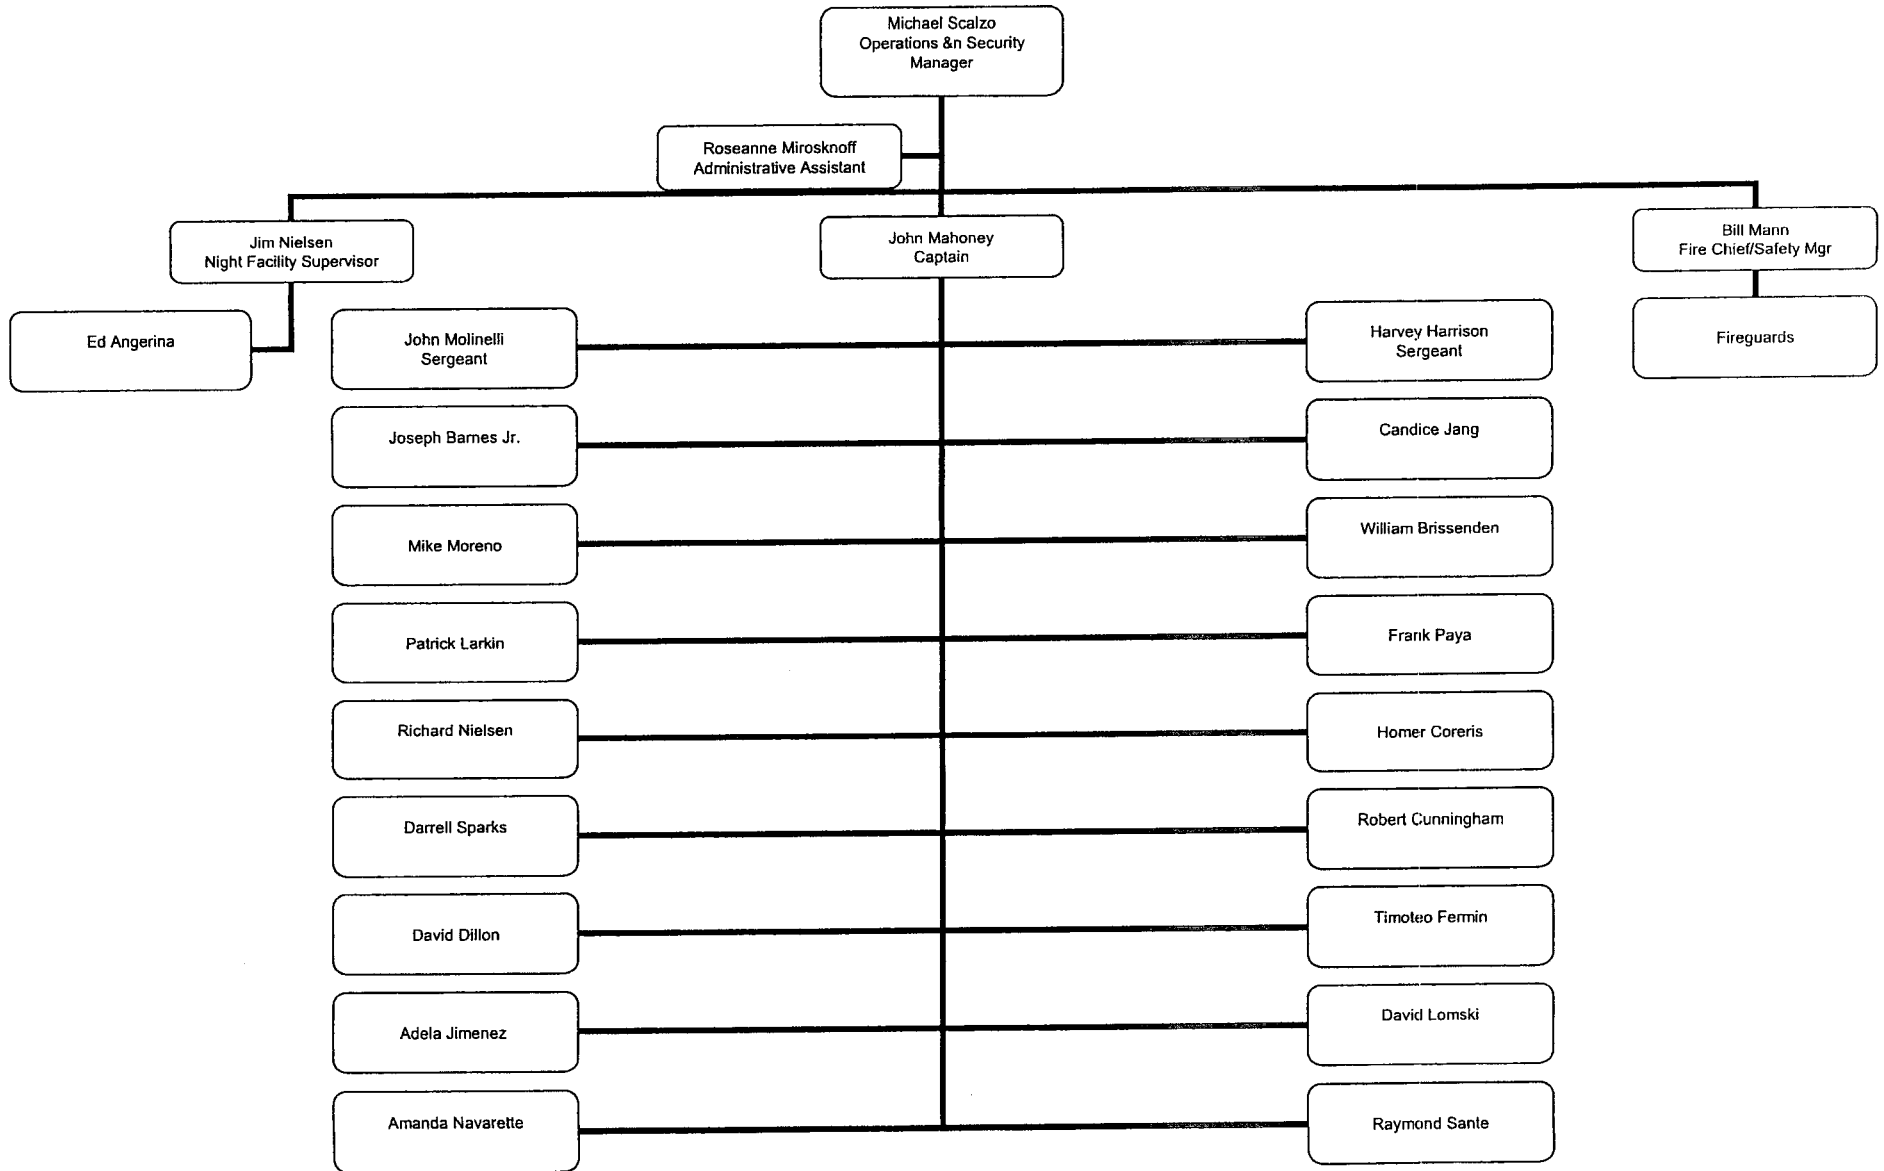 Michael Scalzo
Operations &n Security
Manager
Roseanne Mirosknoff
Administrative Assistant
Jim Nielsen
Night Facility Supervisor
John Mahoney
Captain
Bill Mann
Fire Chief/Safety Mgr
Ed Angerina
John Molinelli
Sergeant
Harvey Harrison
Sergeant
Fireguards
Joseph Barnes Jr.
Candice Jang
Mike Moreno
William Brissenden
Patrick Larkin
Frank Paya
Richard Nielsen
Homer Coreris
Darrell Sparks
Robert Cunningham
David Dillon
Timoteo Fermin
Adela Jimenez
David Lomski
Amanda Navarette
Raymond Sante